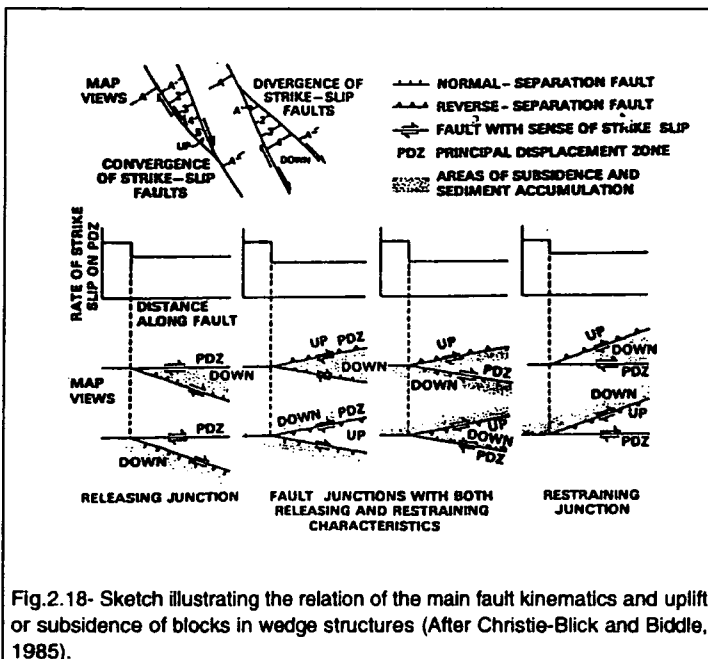 MAP VIEWS
DIVERGENCE OF STRIKE-SLIP FAULTS
A
A
UP
DOWN
CONVERGENCE OF STRIKE-SLIP FAULTS
NORMAL-SEPARATION FAULT
REVERSE-SEPARATION FAULT
FAULT WITH SENSE OF STRIKE SLIP
PDZ PRINCIPAL DISPLACEMENT ZONE
AREAS OF SUBSIDENCE AND
SEDIMENT ACCUMULATION
RATE OF STRIKE
SLIP ON PDZ
DISTANCE
ALONG FAULT
MAP
VIEWS
PDZ
DOWN
UP PDZ
DOWN
UP
DOWN
PDZ
UP
DOWN
PDZ
PDZ
DOWN
DOWN PDZ
UP
UP
DOWN
PDZ
DOWN
UP
PDZ
RELEASING JUNCTION
FAULT JUNCTIONS WITH BOTH
RELEASING AND RESTRAINING
CHARACTERISTICS
RESTRAINING
JUNCTION
Fig.2.18- Sketch illustrating the relation of the main fault kinematics and uplift
or subsidence of blocks in wedge structures (After Christie-Blick and Biddle,
1985).